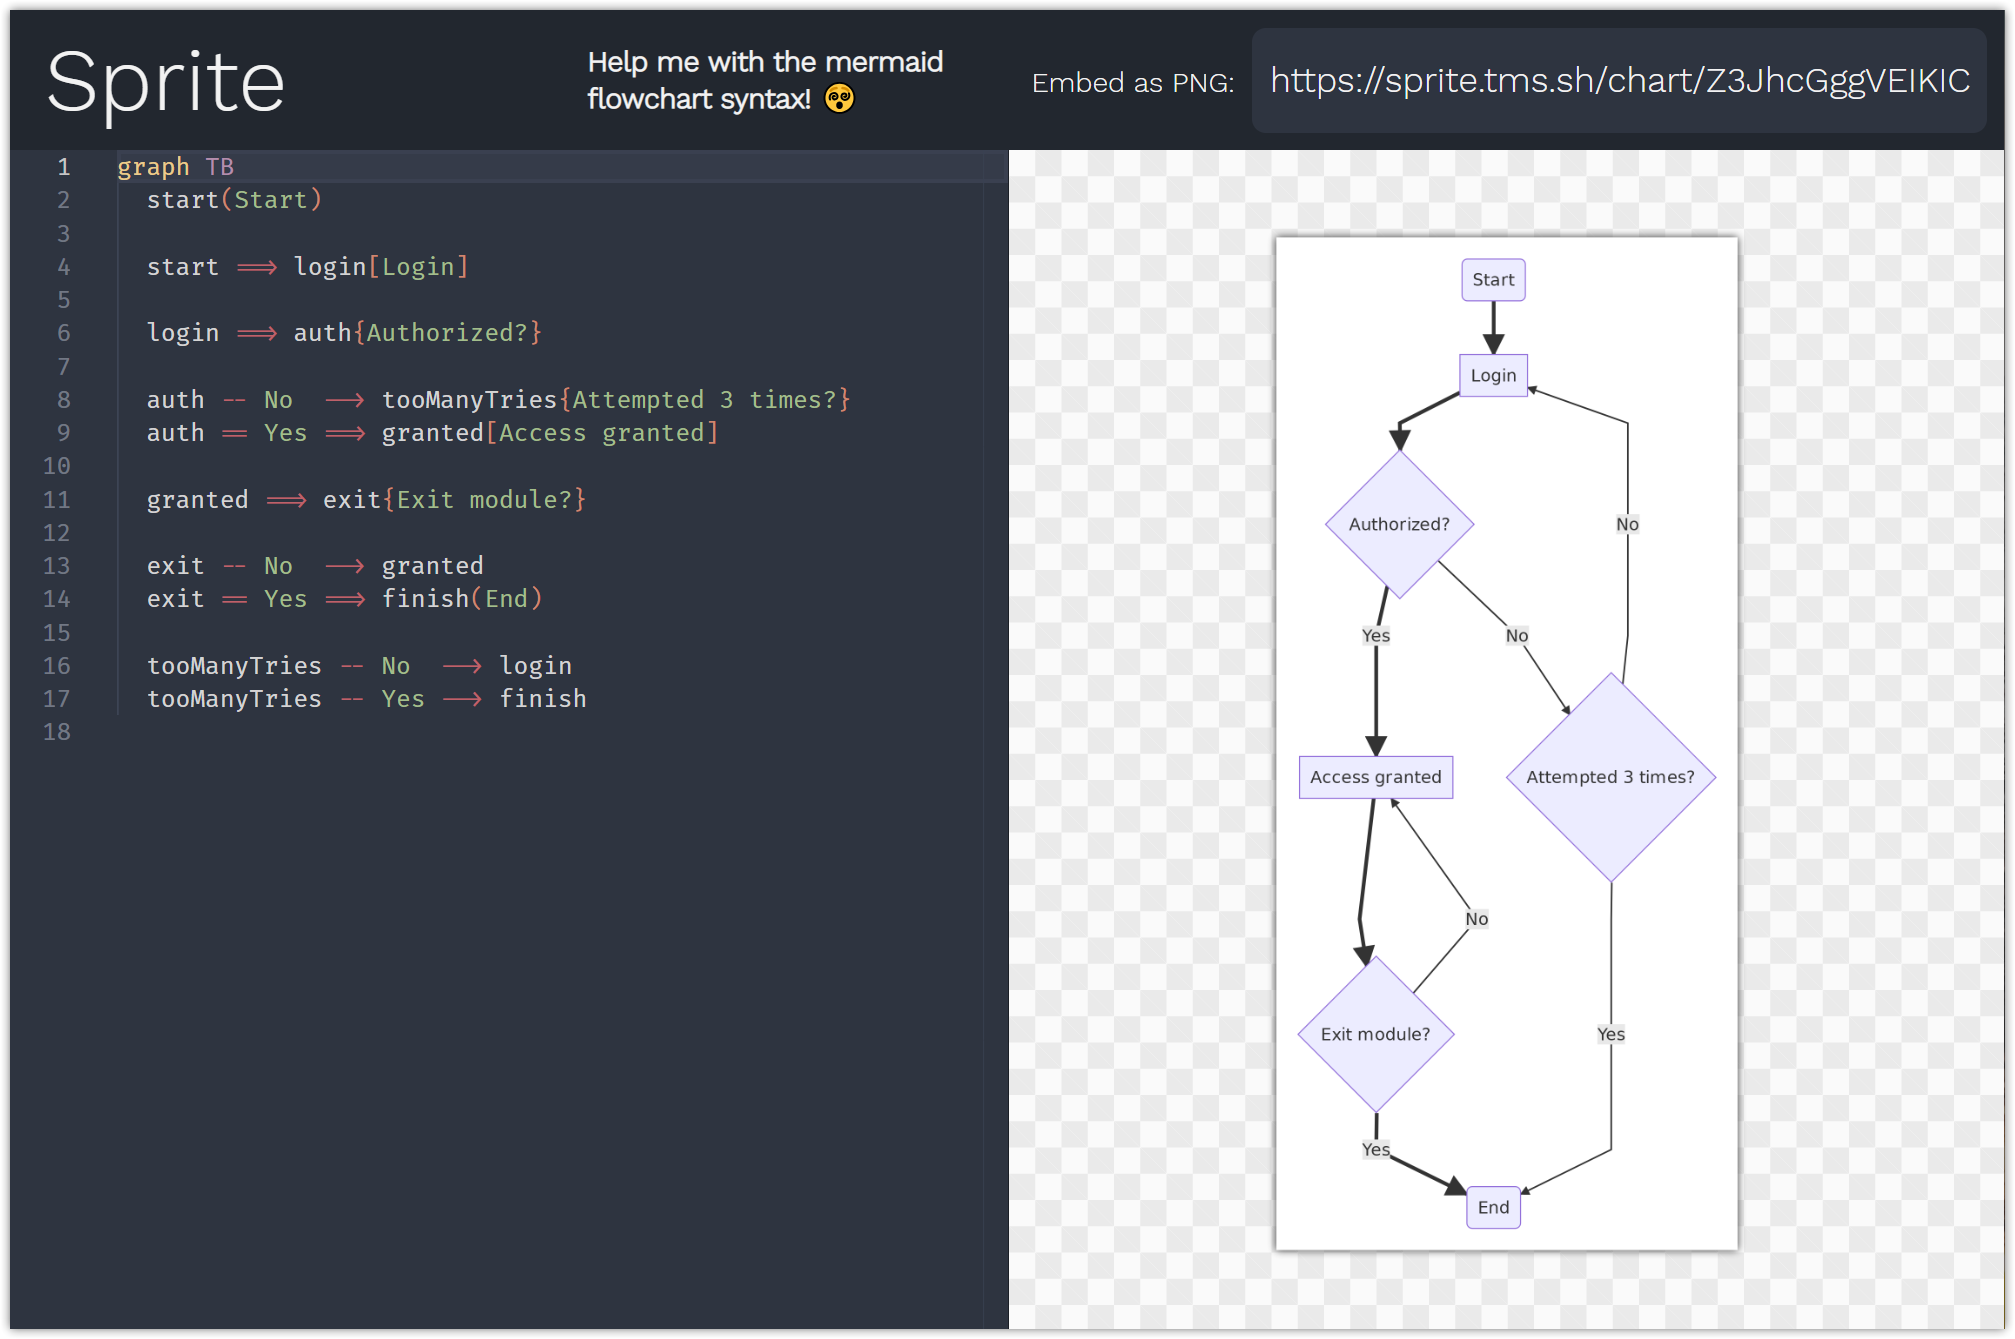 Sprite
Help me with the mermaid
flowchart syntax! 😵
Embed as PNG:
https://sprite.tms.sh/chart/Z3JhcGggVEIKIC
1 graph TB
2 start(Start)
3
4 start ==> login[Login]
5
6 login ==> auth{Authorized?}
7
8 auth -- No --> tooManyTries{Attempted 3 times?}
9 auth == Yes ==> granted[Access granted]
10
11 granted ==> exit{Exit module?}
12
13 exit -- No --> granted
14 exit == Yes ==> finish(End)
15
16 tooManyTries -- No --> login
17 tooManyTries -- Yes --> finish
18
Start
Login
Authorized?
No
Yes
No
Access granted
Attempted 3 times?
No
Exit module?
Yes
Yes
End